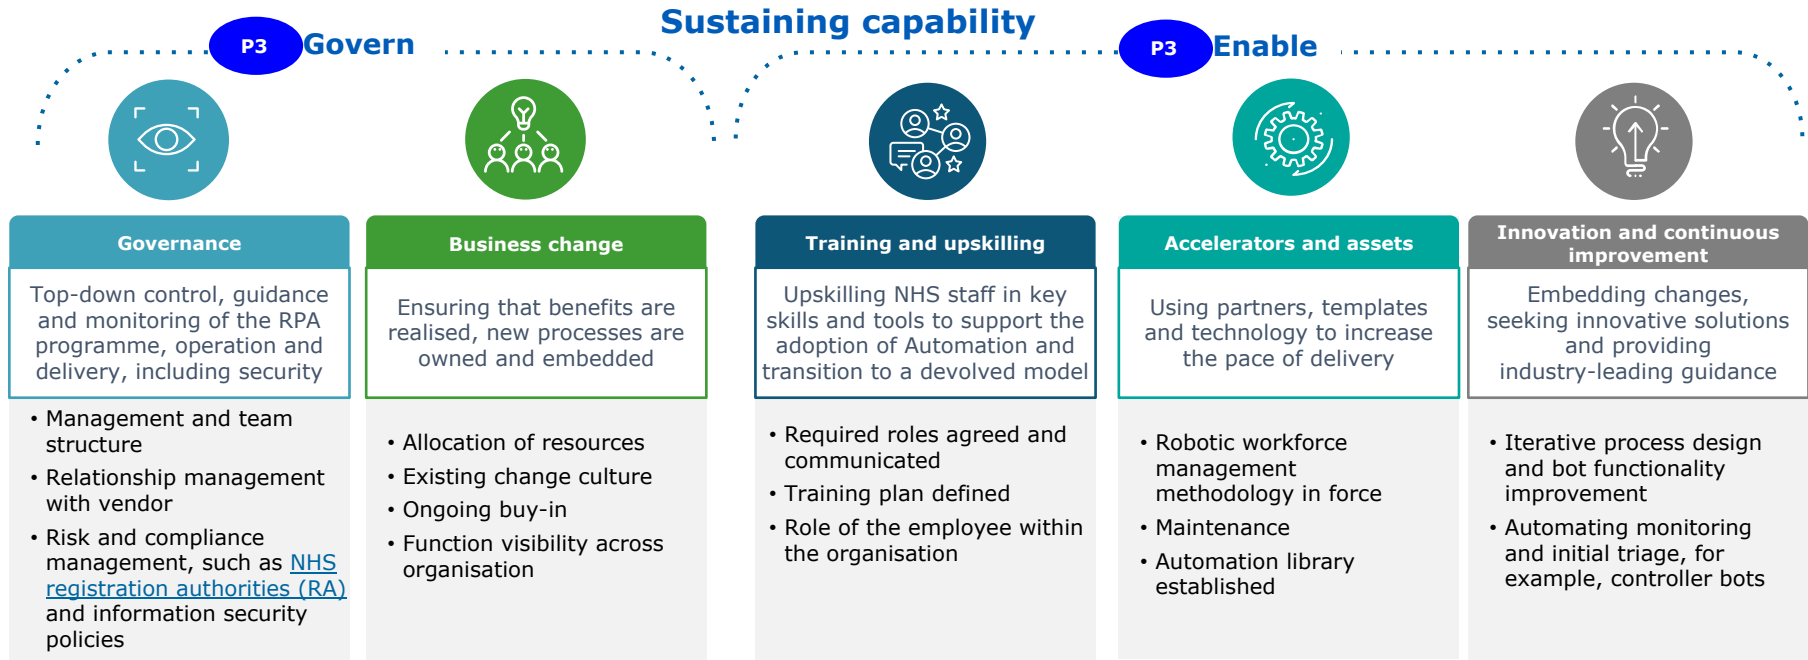 Sustaining capability
P3 Govern
P3 Enable
Governance
Top-down control, guidance
and monitoring of the RPA
programme, operation and
delivery, including security
• Management and team
structure
• Relationship management
with vendor
• Risk and compliance
management, such as NHS
registration authorities (RA)
and information security
policies
Business change
Ensuring that benefits are
realised, new processes are
owned and embedded
• Allocation of resources
• Existing change culture
• Ongoing buy-in
• Function visibility across
organisation
Training and upskilling
Upskilling NHS staff in key
skills and tools to support the
adoption of Automation and
transition to a devolved model
• Required roles agreed and
communicated
• Training plan defined
• Role of the employee within
the organisation
Accelerators and assets
Using partners, templates
and technology to increase
the pace of delivery
• Robotic workforce
management
methodology in force
• Maintenance
• Automation library
established
Innovation and continuous
improvement
Embedding changes,
seeking innovative solutions
and providing
industry-leading guidance
• Iterative process design
and bot functionality
improvement
• Automating monitoring
and initial triage, for
example, controller bots